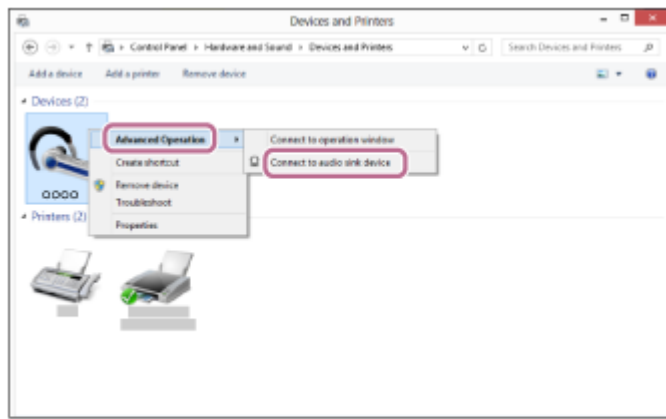 Devices and Printers
Control Panel › Hardware and Sound › Devices and Printers
Search Devices and Printers
Add a device Add a printer Remove device
Devices (2)
Advanced Operation
Connect to operation window
Create shortcut
Connect to audio sink device
Remove device
OOOO
Troubleshoot
Printers (2)
Properties